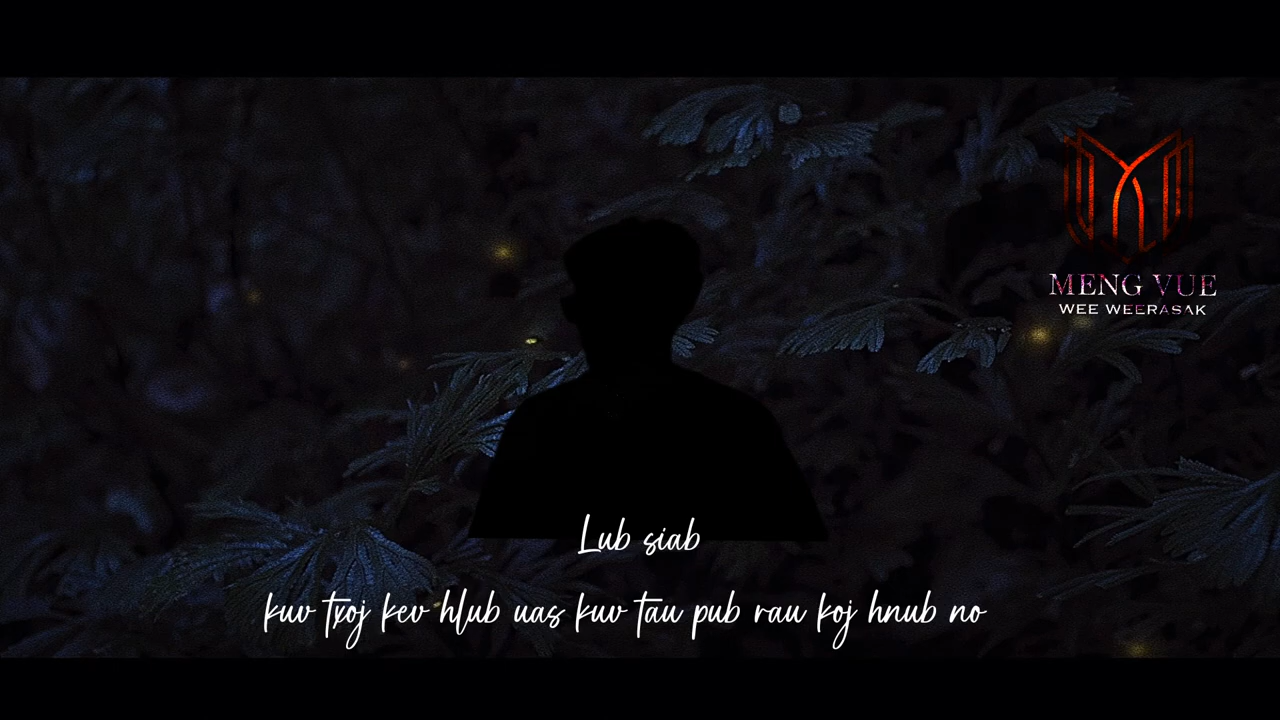 MENG VUE
WEE WEERASAK
Lub siab
kuv txoj kev hlub uas kuv tau pub rau koj hnub no